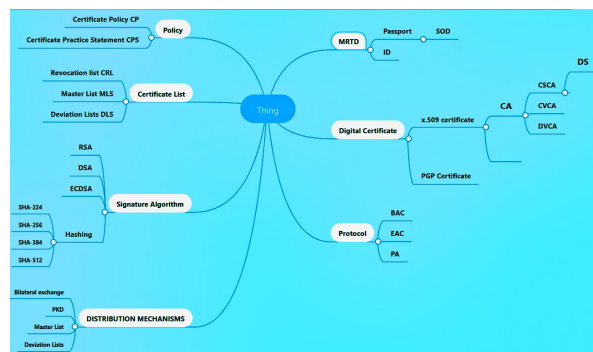 Certificate Policy CP
Policy
Certificate Practice Statement CPS
Revocation list CRL
Master List MLS
Certificate List
Deviation Lists DLS
RSA
DSA
ECDSA
Signature Algorithm
SHA-224
SHA-256
Hashing
SHA-384
SHA-512
Bilateral exchange
PKD
DISTRIBUTION MECHANISMS
Master List
Deviation Lists
Thing
MRTD
Passport
SOD
ID
Digital Certificate
x.509 certificate
CA
CSCA
DS
CVCA
DVCA
PGP Certificate
Protocol
BAC
EAC
PA